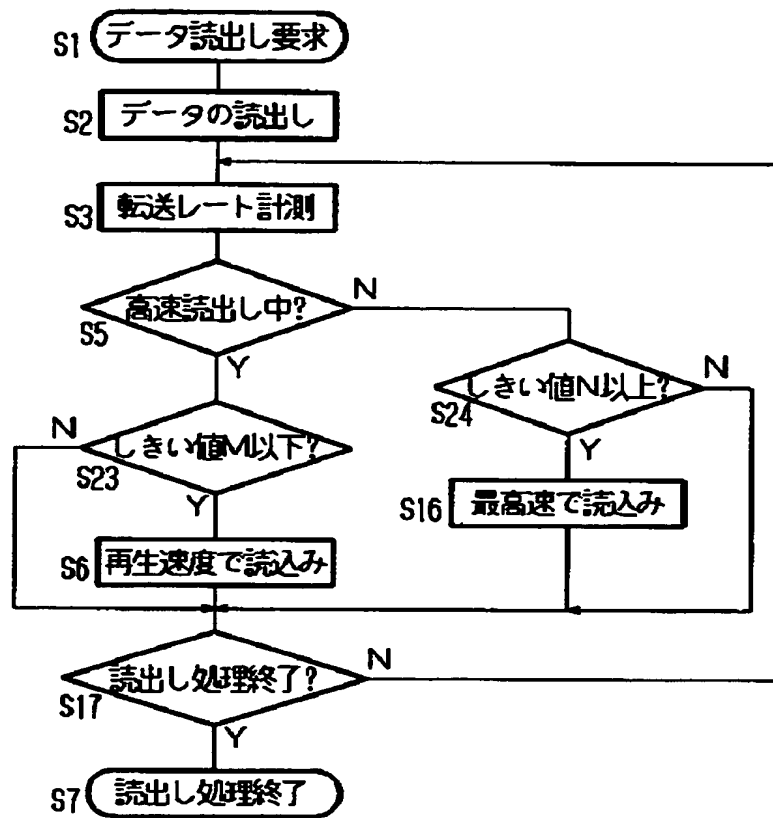 S1 データ読出し要求
S2 データの読出し
S3 転送レート計測
高速読出し中?
N
S5
Y
しきい値N以上?
N
S24
Y
N
しきい値M以下?
S23
Y
S16 最高速で読込み
S6 再生速度で読込み
読出し処理終了?
N
S17
Y
S7 読出し処理終了